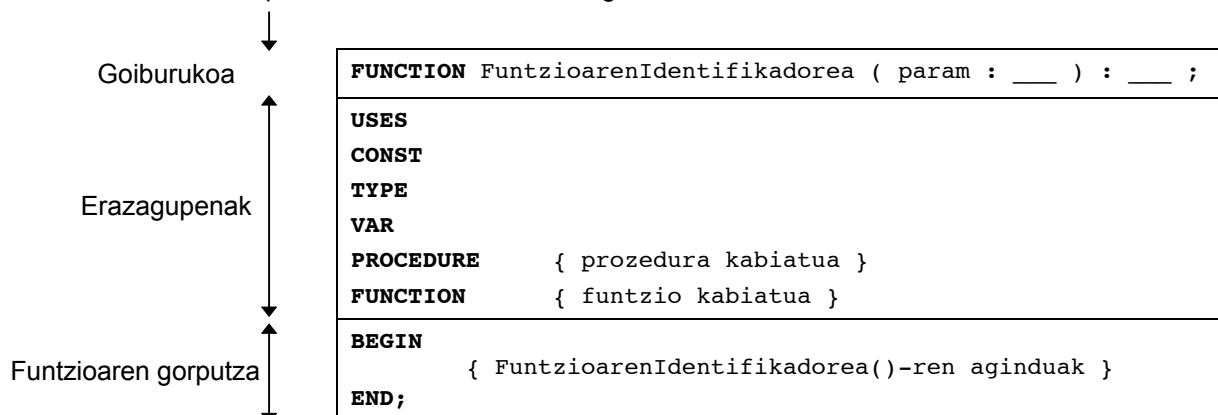 Goiburukoa
FUNCTION FuntzioarenIdentifikadorea ( param : ___ ) : ___ ;
Erazagupenak
USES
CONST
TYPE
VAR
PROCEDURE { prozedura kabiatua }
FUNCTION { funtzio kabiatua }
Funtzioaren gorputza
BEGIN
{ FuntzioarenIdentifikadorea()-ren aginduak }
END;